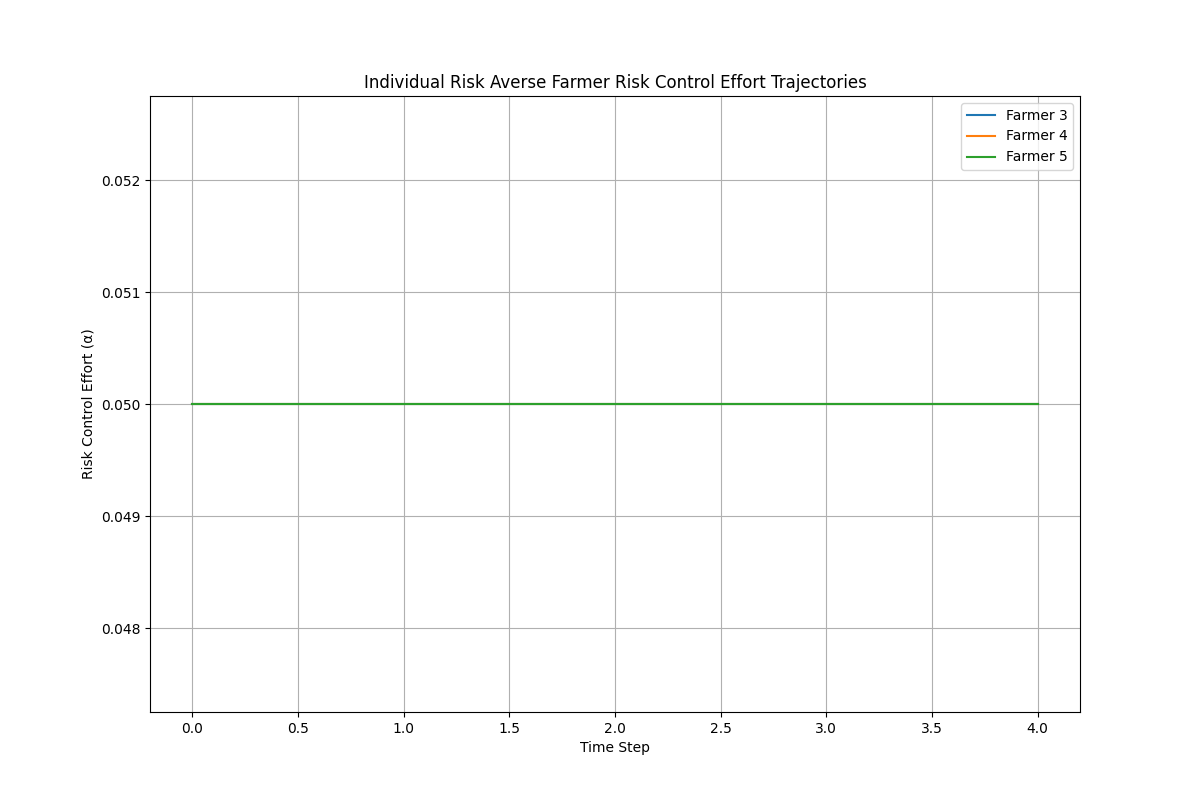 Individual Risk Averse Farmer Risk Control Effort Trajectories
Farmer 3
Farmer 4
Farmer 5
0.052
0.051
0.050
0.049
0.048
Risk Control Effort (α)
0.0 0.5 1.0 1.5 2.0 2.5 3.0 3.5 4.0
Time Step